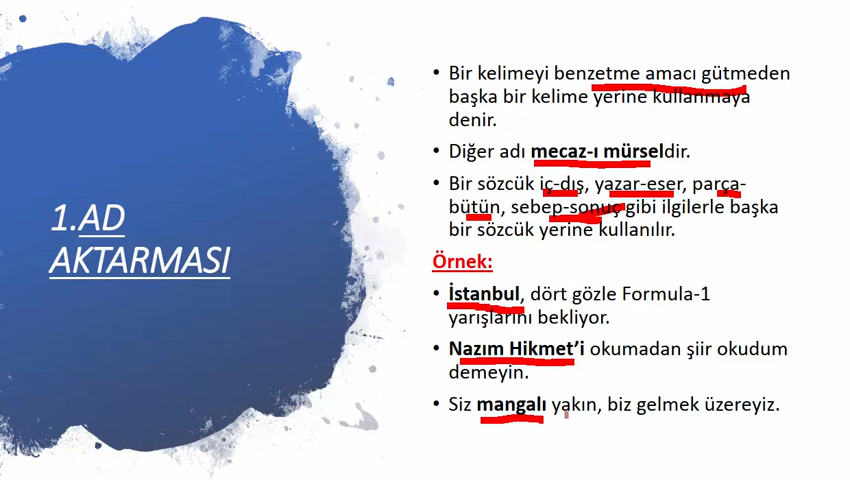 1.AD
AKTARMASI
• Bir kelimeyi benzetme amacı gütmeden
başka bir kelime yerine kullanmaya
denir.
• Diğer adı mecaz-ı mürseldir.
• Bir sözcük iç-dış, yazar-eser, parça-
bütün, sebep-sonuç gibi ilgilerle başka
bir sözcük yerine kullanılır.
Örnek:
• İstanbul, dört gözle Formula-1
yarışlarını bekliyor.
• Nazım Hikmet’i okumadan şiir okudum
demeyin.
• Siz mangalı yakın, biz gelmek üzereyiz.